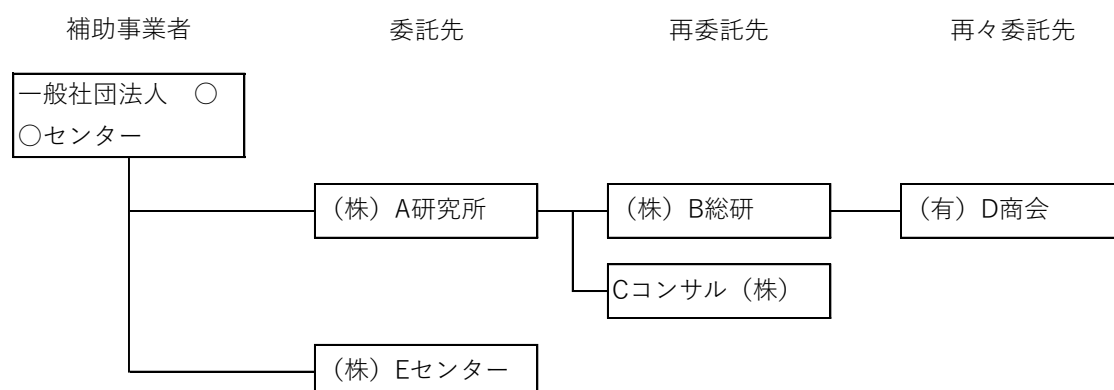 補助事業者 委託先 再委託先 再々委託先
一般社団法人　○
○センター
（株）A研究所 （株）B総研 （有）D商会
Cコンサル（株）
（株）Eセンター